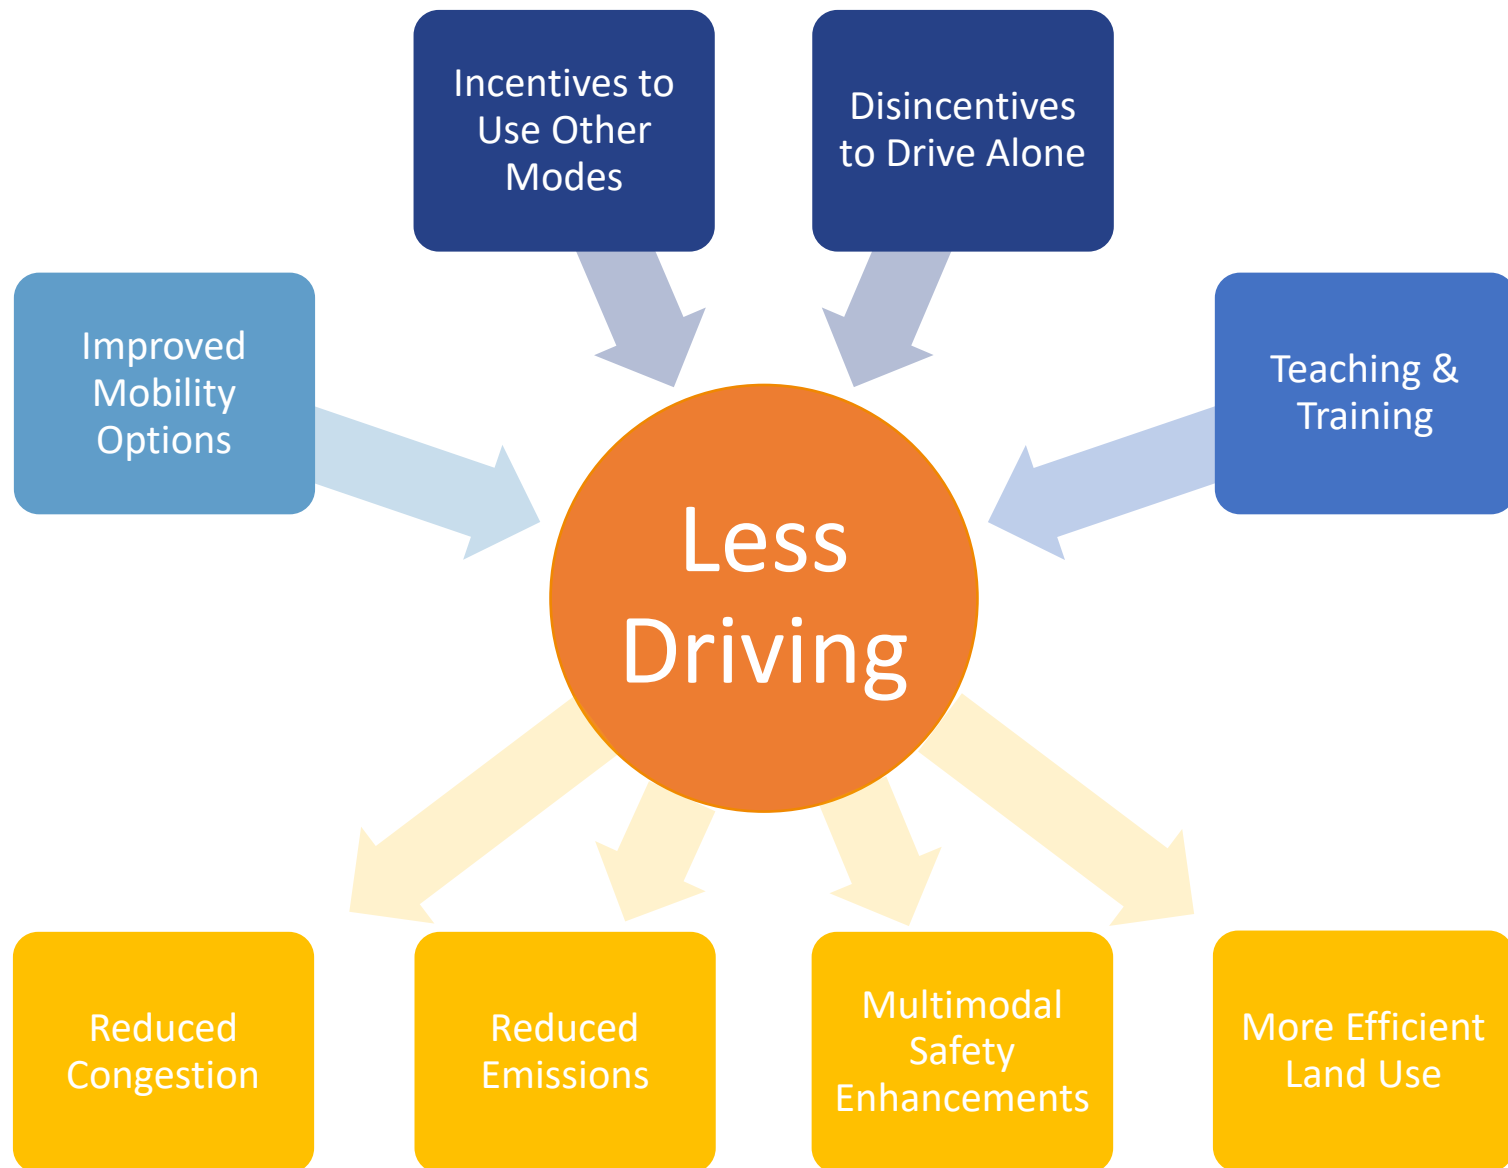 Incentives to
Use Other
Modes
Disincentives
to Drive Alone
Improved
Mobility
Options
Teaching &
Training
Less
Driving
Reduced
Congestion
Reduced
Emissions
Multimodal
Safety
Enhancements
More Efficient
Land Use